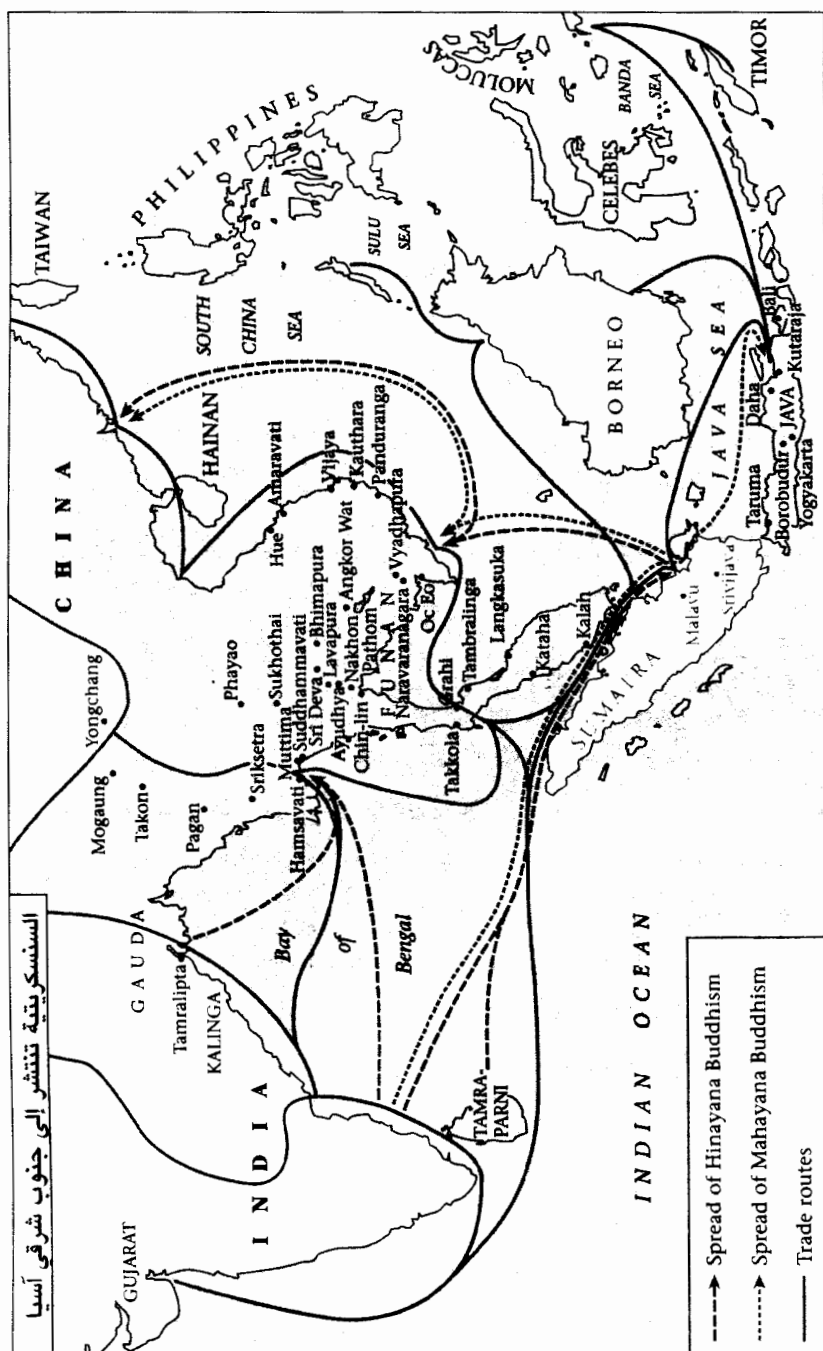 السنسكريتية تنتشر إلى جنوب شرقى آسيا
GUJARAT
INDIA
GAUDA
Tamralipta
KALINGA
TAMRA-
PARNI
Bay
of
Bengal
INDIAN OCEAN
CHINA
Yongchang
Mogaung
Takon
Pagan
Phayao
Sriksetra
Sukhothai
Muttima
Hamsavati
Suddhammavati
Sri Deva
Bhimapura
Lavapura
Ayudhya
Nakhon
Pathom
Chin-lin
Angkor Wat
FUNAN
Naravaranagara
Oc Eo
Vyadhapura
Hue
Amaravati
Vijaya
Kauthara
Panduranga
HAINAN
TAIWAN
PHILIPPINES
SOUTH
CHINA
SEA
SULU
SEA
Grahi
Takkola
Tambralinga
Langkasuka
Kataha
Kalah
SUMATRA
Malayu
Srivijaya
BORNEO
JAVA SEA
CELEBES
MOLUCCAS
BANDA
SEA
TIMOR
Taruma
Borobudur
JAVA
Yogyakarta
Daha
Kutaraja
Bali
Spread of Hinayana Buddhism
Spread of Mahayana Buddhism
Trade routes